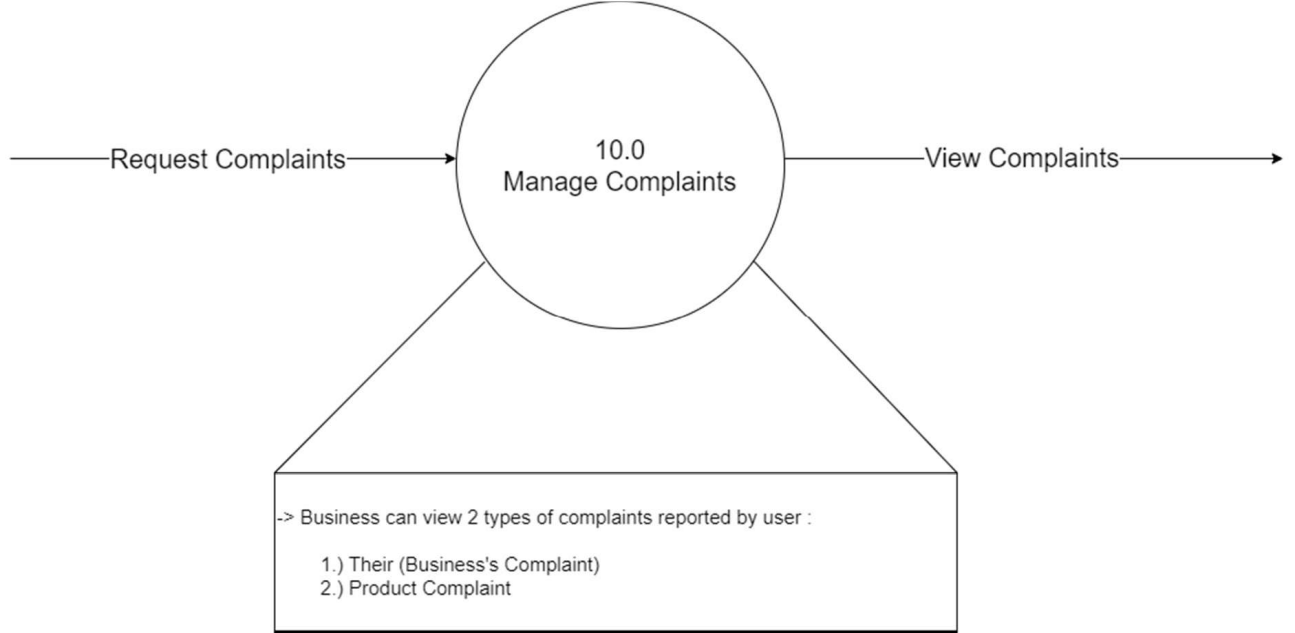 Request Complaints
10.0
Manage Complaints
View Complaints
-> Business can view 2 types of complaints reported by user :
1.) Their (Business's Complaint)
2.) Product Complaint